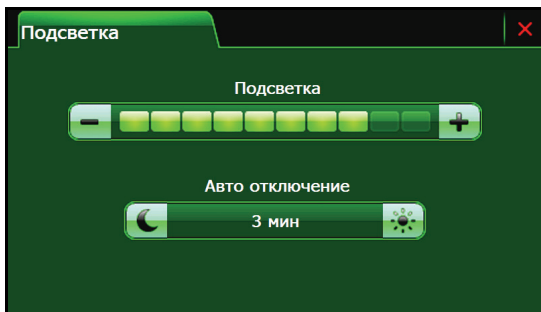 Подсветка
Подсветка
Авто отключение
3 мин